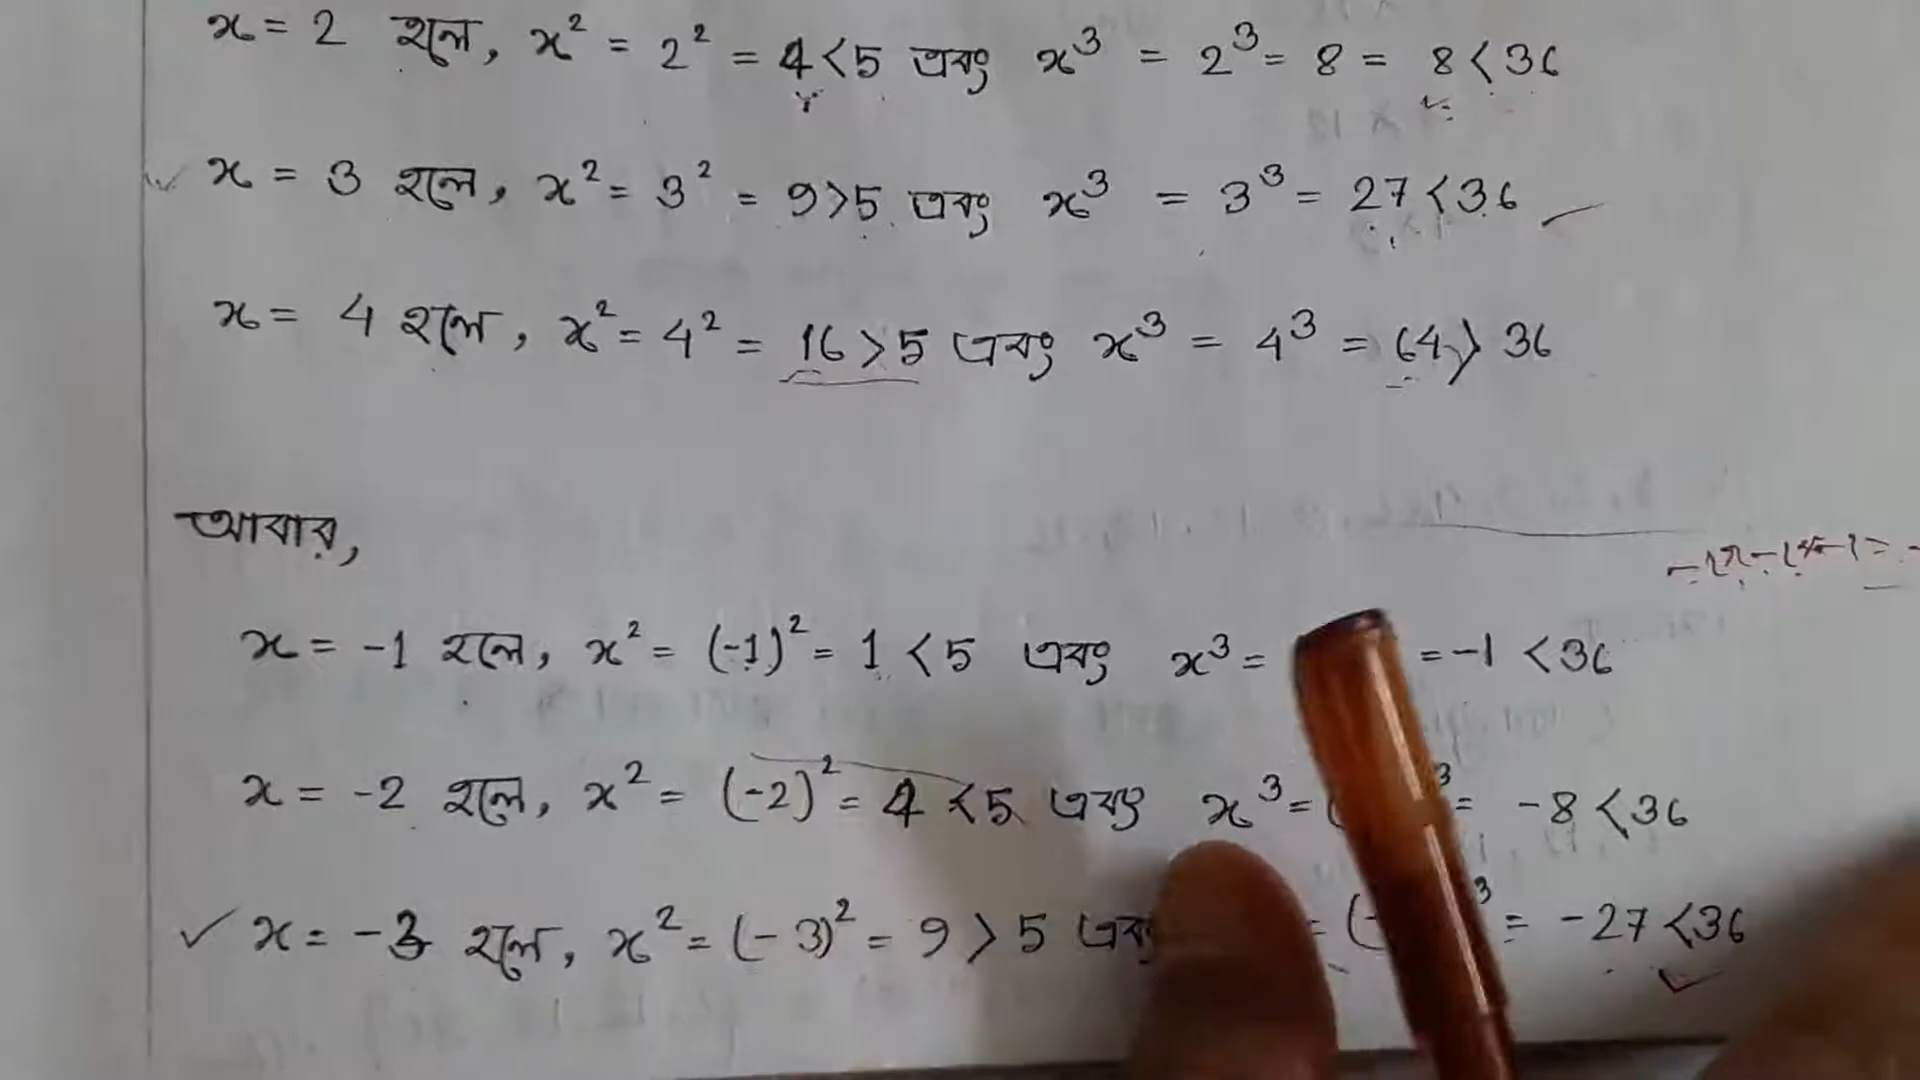 x = 2 হলে, x² = 2² = 4 < 5 এবং x³ = 2³ = 8 = 8 < 36
x = 3 হলে, x² = 3² = 9 > 5 এবং x³ = 3³ = 27 < 36
x = 4 হলে, x² = 4² = 16 > 5 এবং x³ = 4³ = 64 > 36
আবার,
x = -1 হলে, x² = (-1)² = 1 < 5 এবং x³ = = -1 < 36
x = -2 হলে, x² = (-2)² = 4 < 5 এবং x³ = ( ³ = -8 < 36
x = -3 হলে, x² = (-3)² = 9 > 5 = (- ³ = -27 < 36